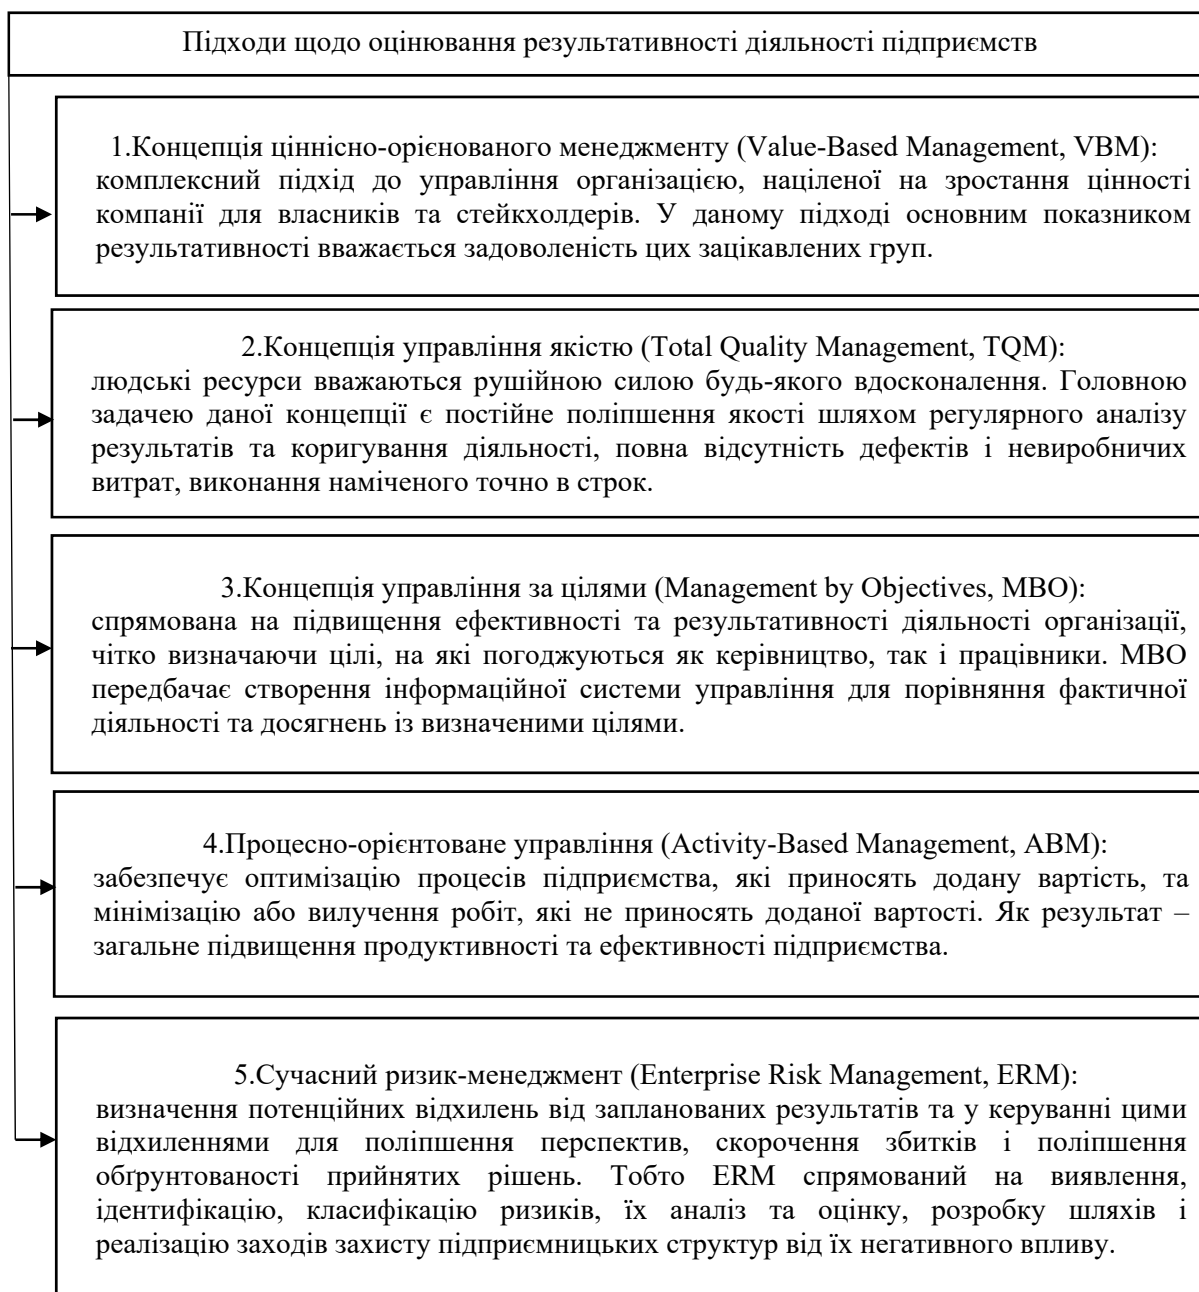 Підходи щодо оцінювання результативності діяльності підприємств
1.Концепція ціннісно-орієнованого менеджменту (Value-Based Management, VBM):
комплексний підхід до управління організацією, націленої на зростання цінності
компанії для власників та стейкхолдерів. У даному підході основним показником
результативності вважається задоволеність цих зацікавлених груп.
2.Концепція управління якістю (Total Quality Management, TQM):
людські ресурси вважаються рушійною силою будь-якого вдосконалення. Головною
задачею даної концепції є постійне поліпшення якості шляхом регулярного аналізу
результатів та коригування діяльності, повна відсутність дефектів і невиробничих
витрат, виконання наміченого точно в строк.
3.Концепція управління за цілями (Management by Objectives, MBO):
спрямована на підвищення ефективності та результативності діяльності організації,
чітко визначаючи цілі, на які погоджуються як керівництво, так і працівники. MBO
передбачає створення інформаційної системи управління для порівняння фактичної
діяльності та досягнень із визначеними цілями.
4.Процесно-орієнтоване управління (Activity-Based Management, ABM):
забезпечує оптимізацію процесів підприємства, які приносять додану вартість, та
мінімізацію або вилучення робіт, які не приносять доданої вартості. Як результат –
загальне підвищення продуктивності та ефективності підприємства.
5.Сучасний ризик-менеджмент (Enterprise Risk Management, ERM):
визначення потенційних відхилень від запланованих результатів та у керуванні цими
відхиленнями для поліпшення перспектив, скорочення збитків і поліпшення
обґрунтованості прийнятих рішень. Тобто ERM спрямований на виявлення,
ідентифікацію, класифікацію ризиків, їх аналіз та оцінку, розробку шляхів і
реалізацію заходів захисту підприємницьких структур від їх негативного впливу.